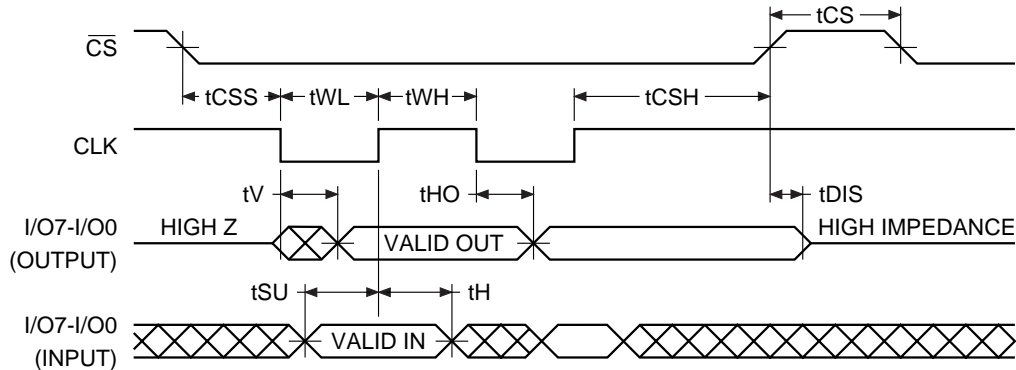 tCS
CS
tCSS tWL tWH tCSH
CLK
tV tHO tDIS
I/O7-I/O0
(OUTPUT)
HIGH Z VALID OUT HIGH IMPEDANCE
tSU tH
I/O7-I/O0
(INPUT)
VALID IN